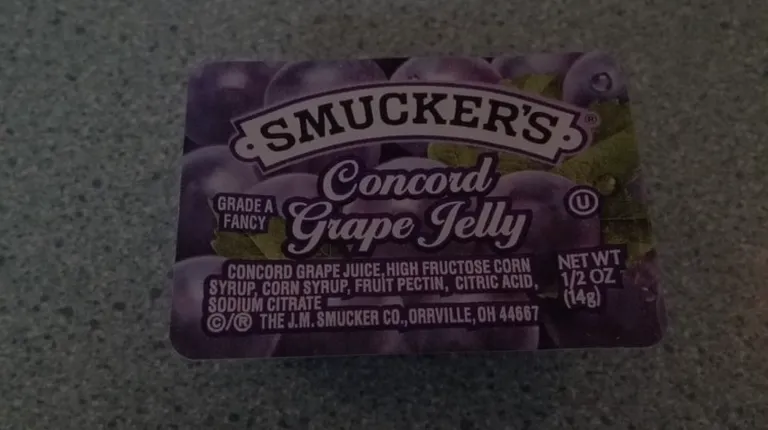 SMUCKER'S®
Concord
GRADE A
FANCY
Grape Jelly
Ⓤ
CONCORD GRAPE JUICE, HIGH FRUCTOSE CORN
SYRUP, CORN SYRUP, FRUIT PECTIN, CITRIC ACID,
SODIUM CITRATE
©/® THE J.M. SMUCKER CO., ORRVILLE, OH 44667
NET WT
1/2 OZ
(14g)